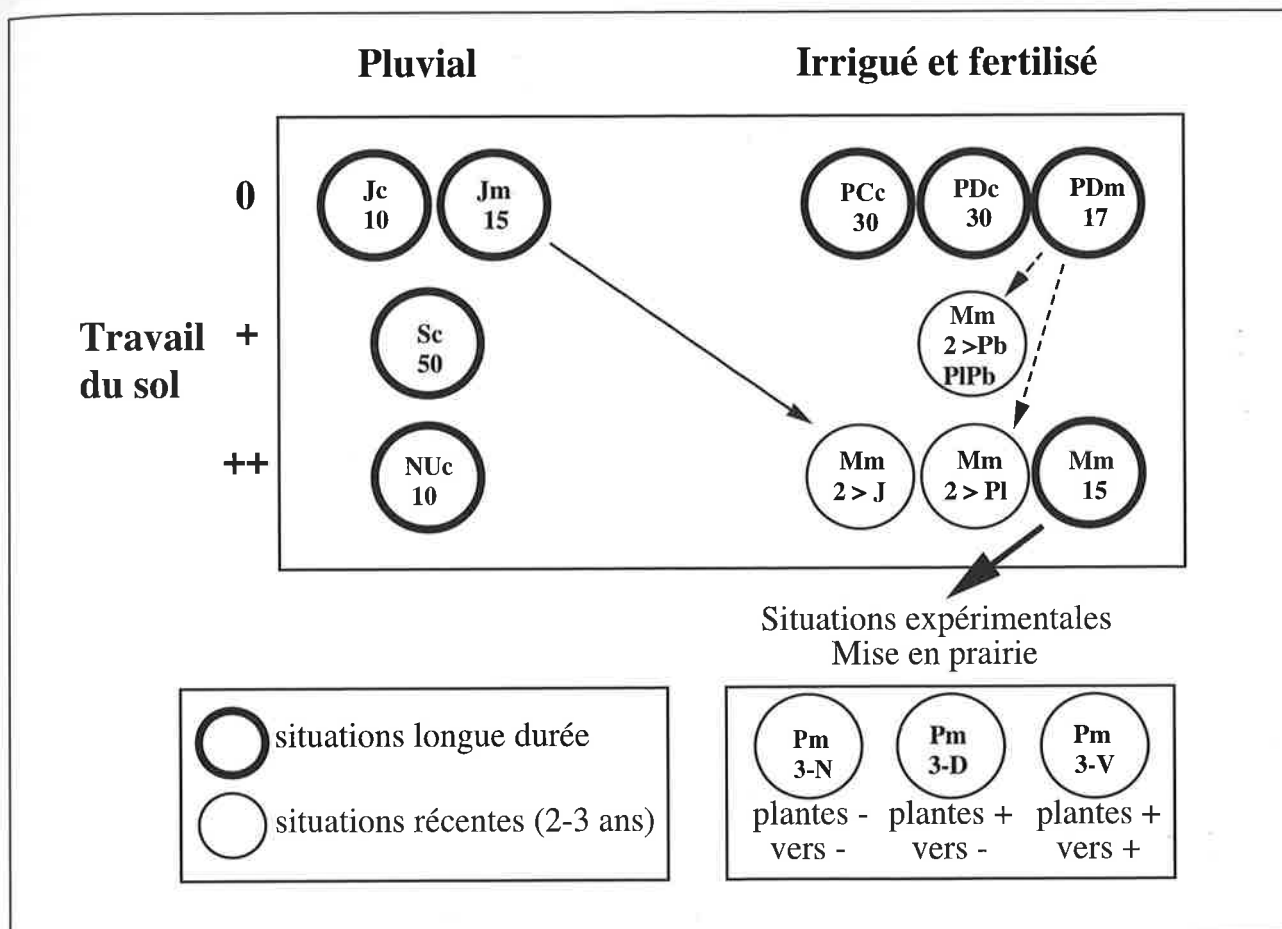 Pluvial
Irrigué et fertilisé
Travail
du sol
0
+
++
Jc
10
Jm
15
PCc
30
PDc
30
PDm
17
Sc
50
Mm
2 >Pb
PlPb
NUc
10
Mm
2 > J
Mm
2 > Pl
Mm
15
Situations expérimentales
Mise en prairie
situations longue durée
situations récentes (2-3 ans)
Pm
3-N
plantes -
vers -
Pm
3-D
plantes +
vers -
Pm
3-V
plantes +
vers +